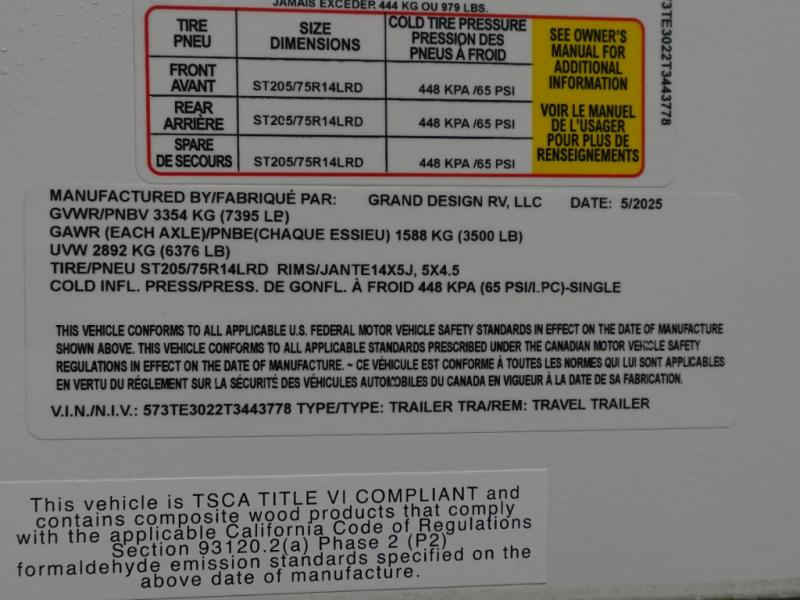 JAMAIS EXCEDER 444 KG OU 979 LBS.
TIRE PNEU SIZE DIMENSIONS COLD TIRE PRESSURE PRESSION DES PNEUS À FROID
FRONT AVANT ST205/75R14LRD 448 KPA /65 PSI
REAR ARRIÈRE ST205/75R14LRD 448 KPA /65 PSI
SPARE DE SECOURS ST205/75R14LRD 448 KPA /65 PSI
SEE OWNER'S
MANUAL FOR
ADDITIONAL
INFORMATION
VOIR LE MANUEL
DE L'USAGER
POUR PLUS DE
RENSEIGNEMENTS
73TE3022T3443778
MANUFACTURED BY/FABRIQUÉ PAR: GRAND DESIGN RV, LLC DATE: 5/2025
GVWR/PNBV 3354 KG (7395 LB)
GAWR (EACH AXLE)/PNBE(CHAQUE ESSIEU) 1588 KG (3500 LB)
UVW 2892 KG (6376 LB)
TIRE/PNEU ST205/75R14LRD RIMS/JANTE14X5J, 5X4.5
COLD INFL. PRESS/PRESS. DE GONFL. À FROID 448 KPA (65 PSI/LPC)-SINGLE
THIS VEHICLE CONFORMS TO ALL APPLICABLE U.S. FEDERAL MOTOR VEHICLE SAFETY STANDARDS IN EFFECT ON THE DATE OF MANUFACTURE
SHOWN ABOVE. THIS VEHICLE CONFORMS TO ALL APPLICABLE STANDARDS PRESCRIBED UNDER THE CANADIAN MOTOR VEHICLE SAFETY
REGULATIONS IN EFFECT ON THE DATE OF MANUFACTURE. ~ CE VÉHICULE EST CONFORME À TOUTES LES NORMES QUI LUI SONT APPLICABLES
EN VERTU DU RÉGLEMENT SUR LA SÉCURITÉ DES VÉHICULES AUTOMOBILES DU CANADA EN VIGUEUR À LA DATE DE SA FABRICATION.
V.I.N./N.I.V.: 573TE3022T3443778 TYPE/TYPE: TRAILER TRA/REM: TRAVEL TRAILER
This vehicle is TSCA TITLE VI COMPLIANT and
contains composite wood products that comply
with the applicable California Code of Regulations
Section 93120.2(a) Phase 2 (P2)
formaldehyde emission standards specified on the
above date of manufacture.